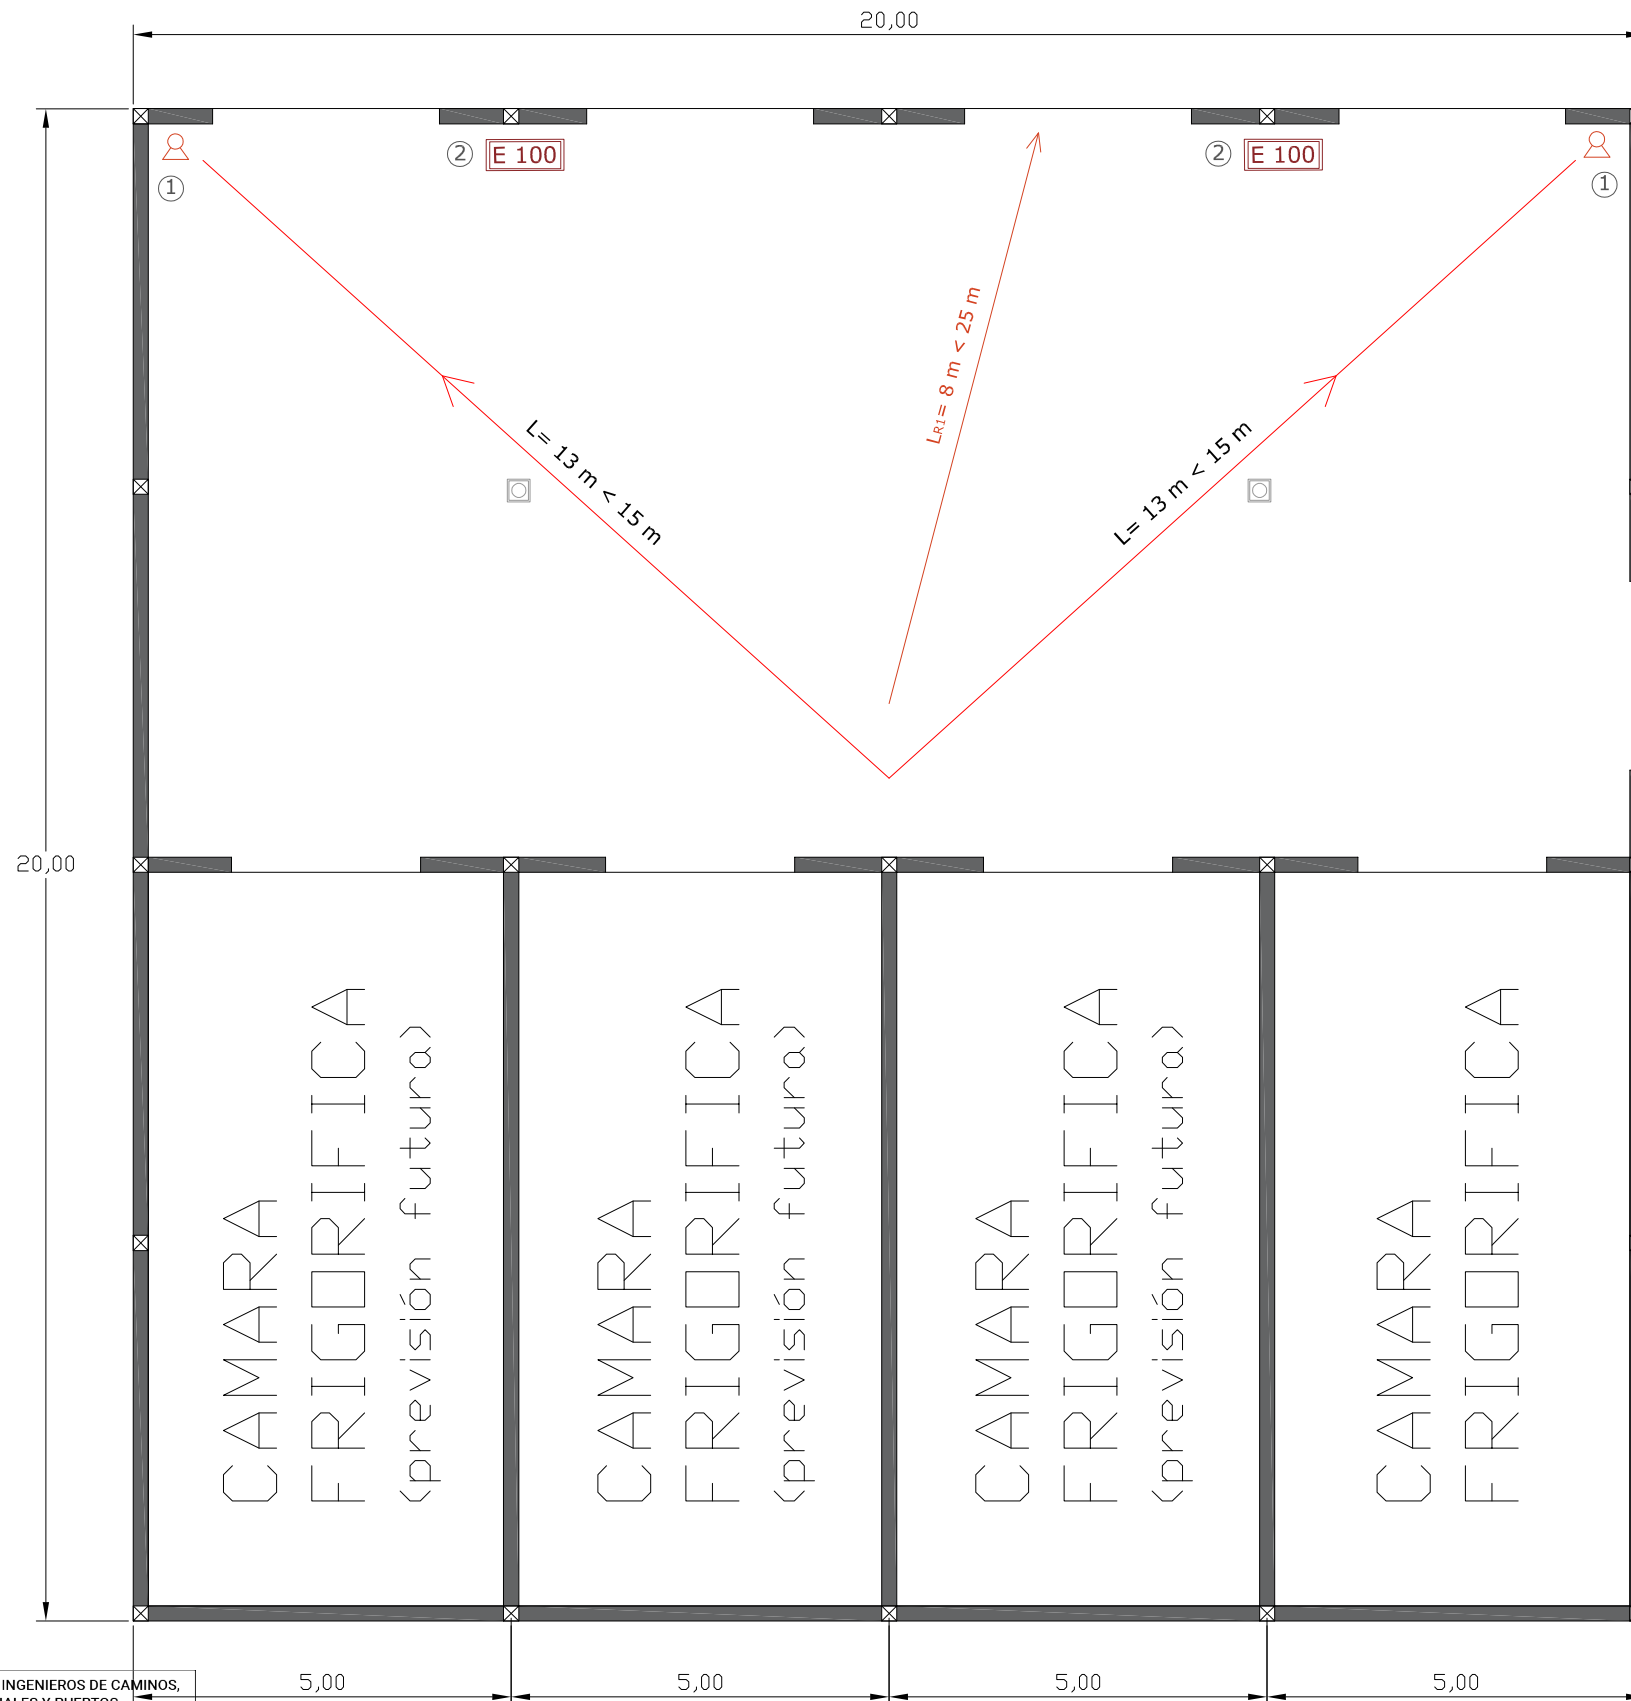 20,00
2
E 100
2
E 100
1
1
LR1= 8 m < 25 m
L= 13 m < 15 m
L= 13 m < 15 m
20,00
CAMARA
FRIGORIFICA
(previsión futura)
CAMARA
FRIGORIFICA
(previsión futura)
CAMARA
FRIGORIFICA
(previsión futura)
CAMARA
FRIGORIFICA
5,00
5,00
5,00
5,00
INGENIEROS DE CAMINOS,
Y PUERTOS